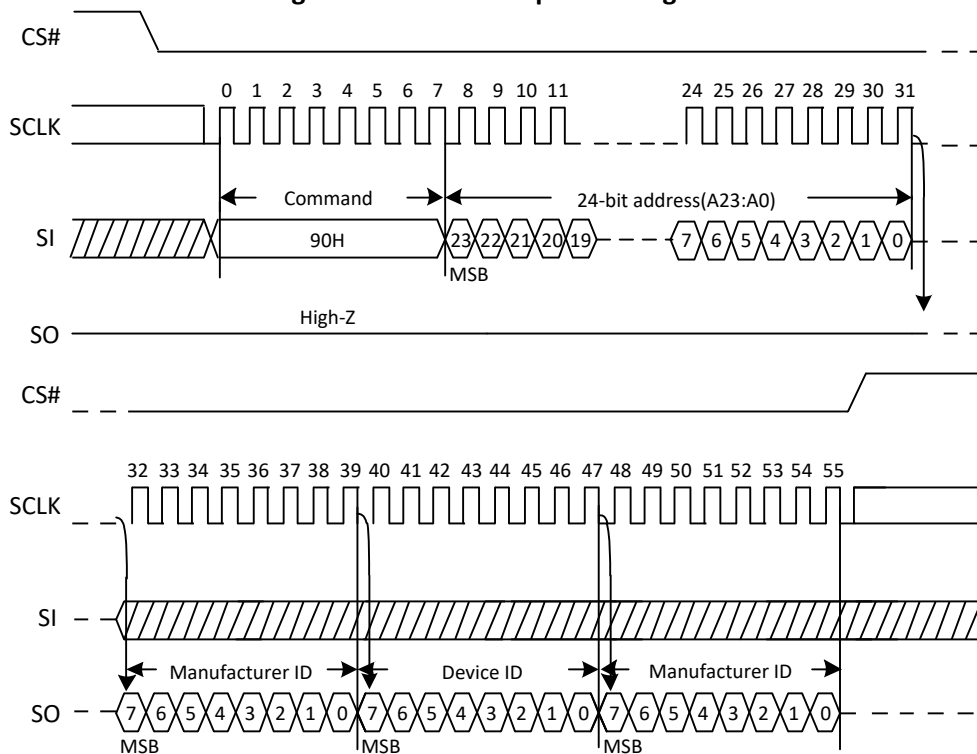 CS#
0 1 2 3 4 5 6 7 8 9 10 11 24 25 26 27 28 29 30 31
SCLK
Command 24-bit address(A23:A0)
SI 90H 23 22 21 20 19 7 6 5 4 3 2 1 0
MSB
High-Z
SO
CS#
32 33 34 35 36 37 38 39 40 41 42 43 44 45 46 47 48 49 50 51 52 53 54 55
SCLK
SI
Manufacturer ID Device ID Manufacturer ID
SO 7 6 5 4 3 2 1 0 7 6 5 4 3 2 1 0 7 6 5 4 3 2 1 0
MSB MSB MSB